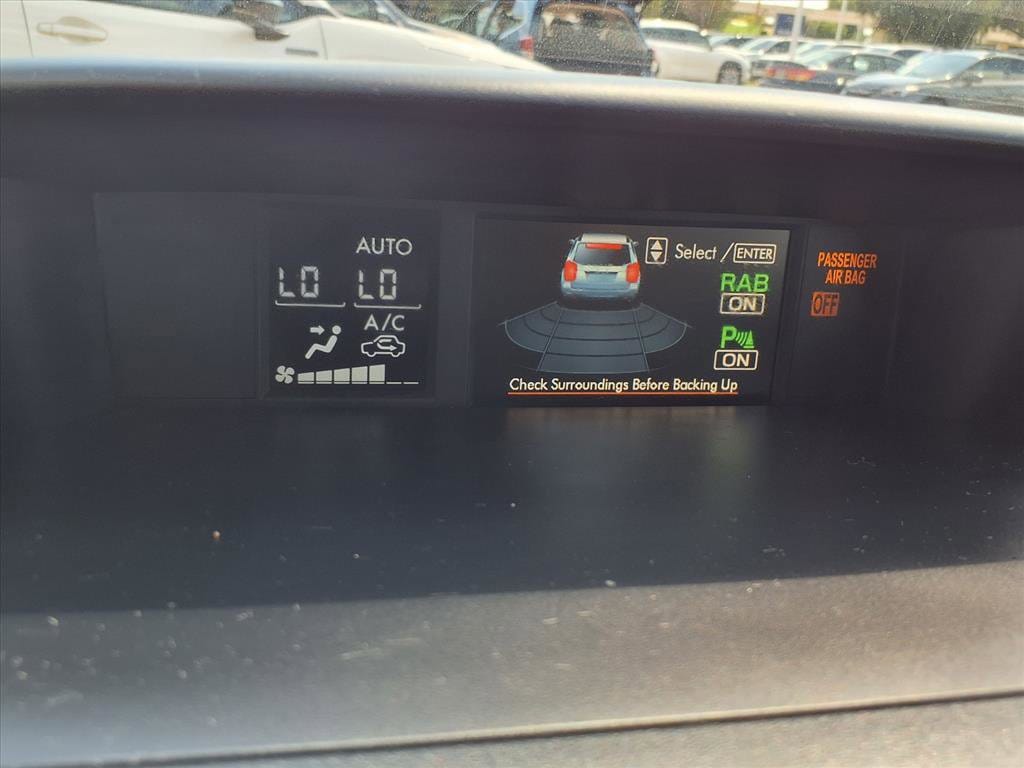 AUTO
LO LO
A/C
Select / ENTER
RAB
ON
P
ON
Check Surroundings Before Backing Up
PASSENGER
AIR BAG
OFF